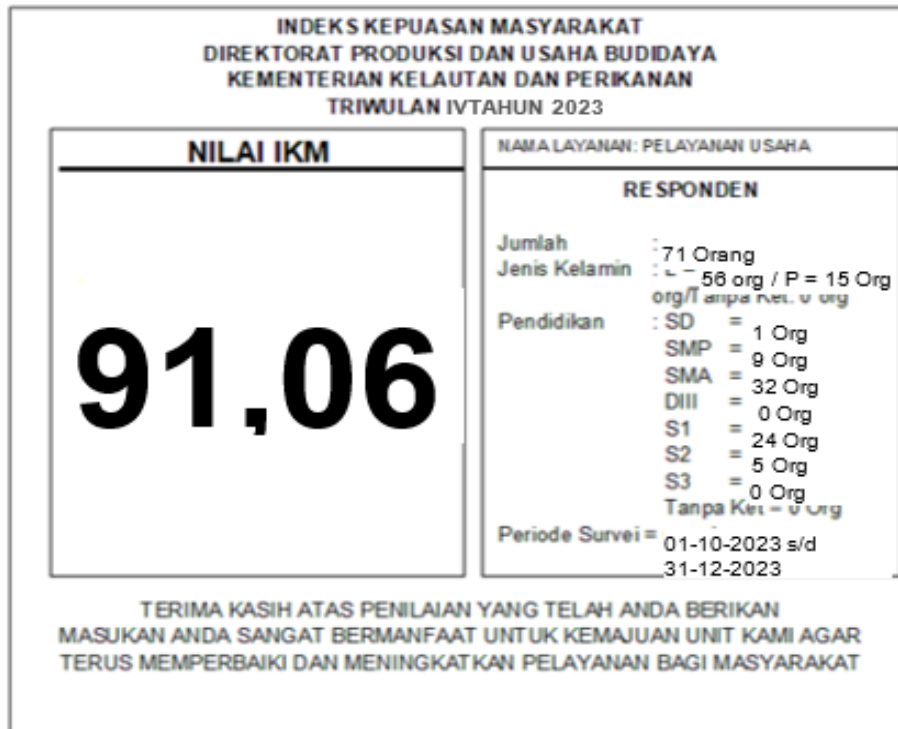 INDEKS KEPUASAN MASYARAKAT
DIREKTORAT PRODUKSI DAN USAHA BUDIDAYA
KEMENTERIAN KELAUTAN DAN PERIKANAN
TRIWULAN IVTAHUN 2023
NILAI IKM
91,06
NAMA LAYANAN: PELAYANAN USAHA
RESPONDEN
Jumlah : 71 Orang
Jenis Kelamin : L = 56 org / P = 15 Org
org/Tanpa Ket. 0 org
Pendidikan : SD = 1 Org
SMP = 9 Org
SMA = 32 Org
DIII = 0 Org
S1 = 24 Org
S2 = 5 Org
S3 = 0 Org
Tanpa Ket = 0 Org
Periode Survei = 01-10-2023 s/d
31-12-2023
TERIMA KASIH ATAS PENILAIAN YANG TELAH ANDA BERIKAN
MASUKAN ANDA SANGAT BERMANFAAT UNTUK KEMAJUAN UNIT KAMI AGAR
TERUS MEMPERBAIKI DAN MENINGKATKAN PELAYANAN BAGI MASYARAKAT